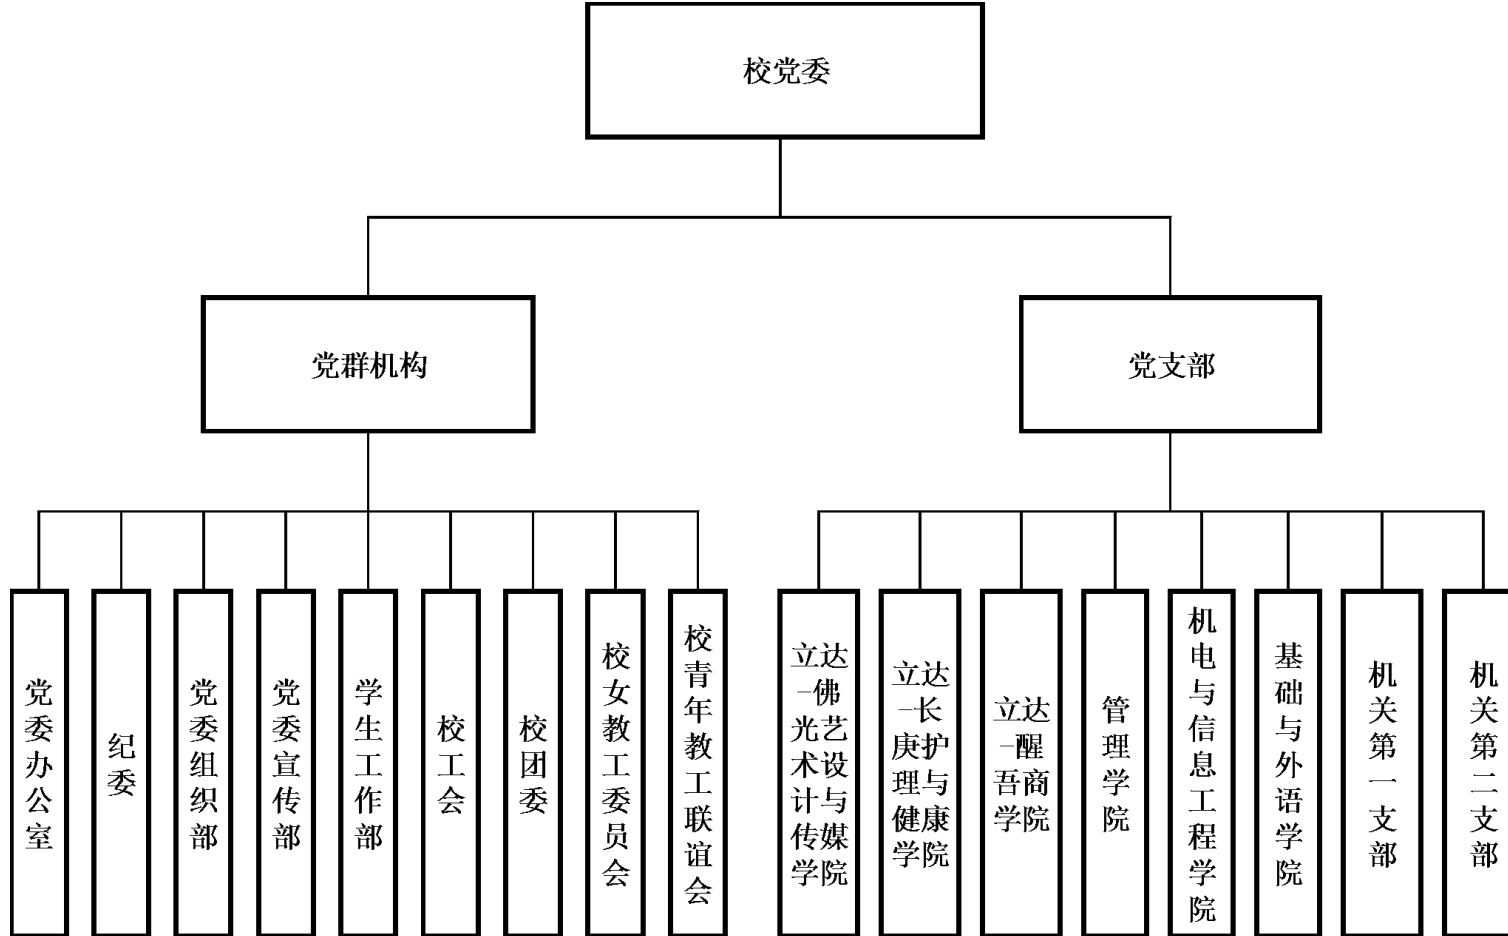 校党委
党群机构
党支部
党委办公室
纪委
党委组织部
党委宣传部
学生工作部
校工会
校团委
校女教工委员会
校青年教工联谊会
立达
-佛
光艺
术设
计与
传媒
学院
立达
-长
庚护
理与
健康
学院
立达
-醒
吾商
学院
管理学院
机电与信息工程学院
基础与外语学院
机关第一支部
机关第二支部